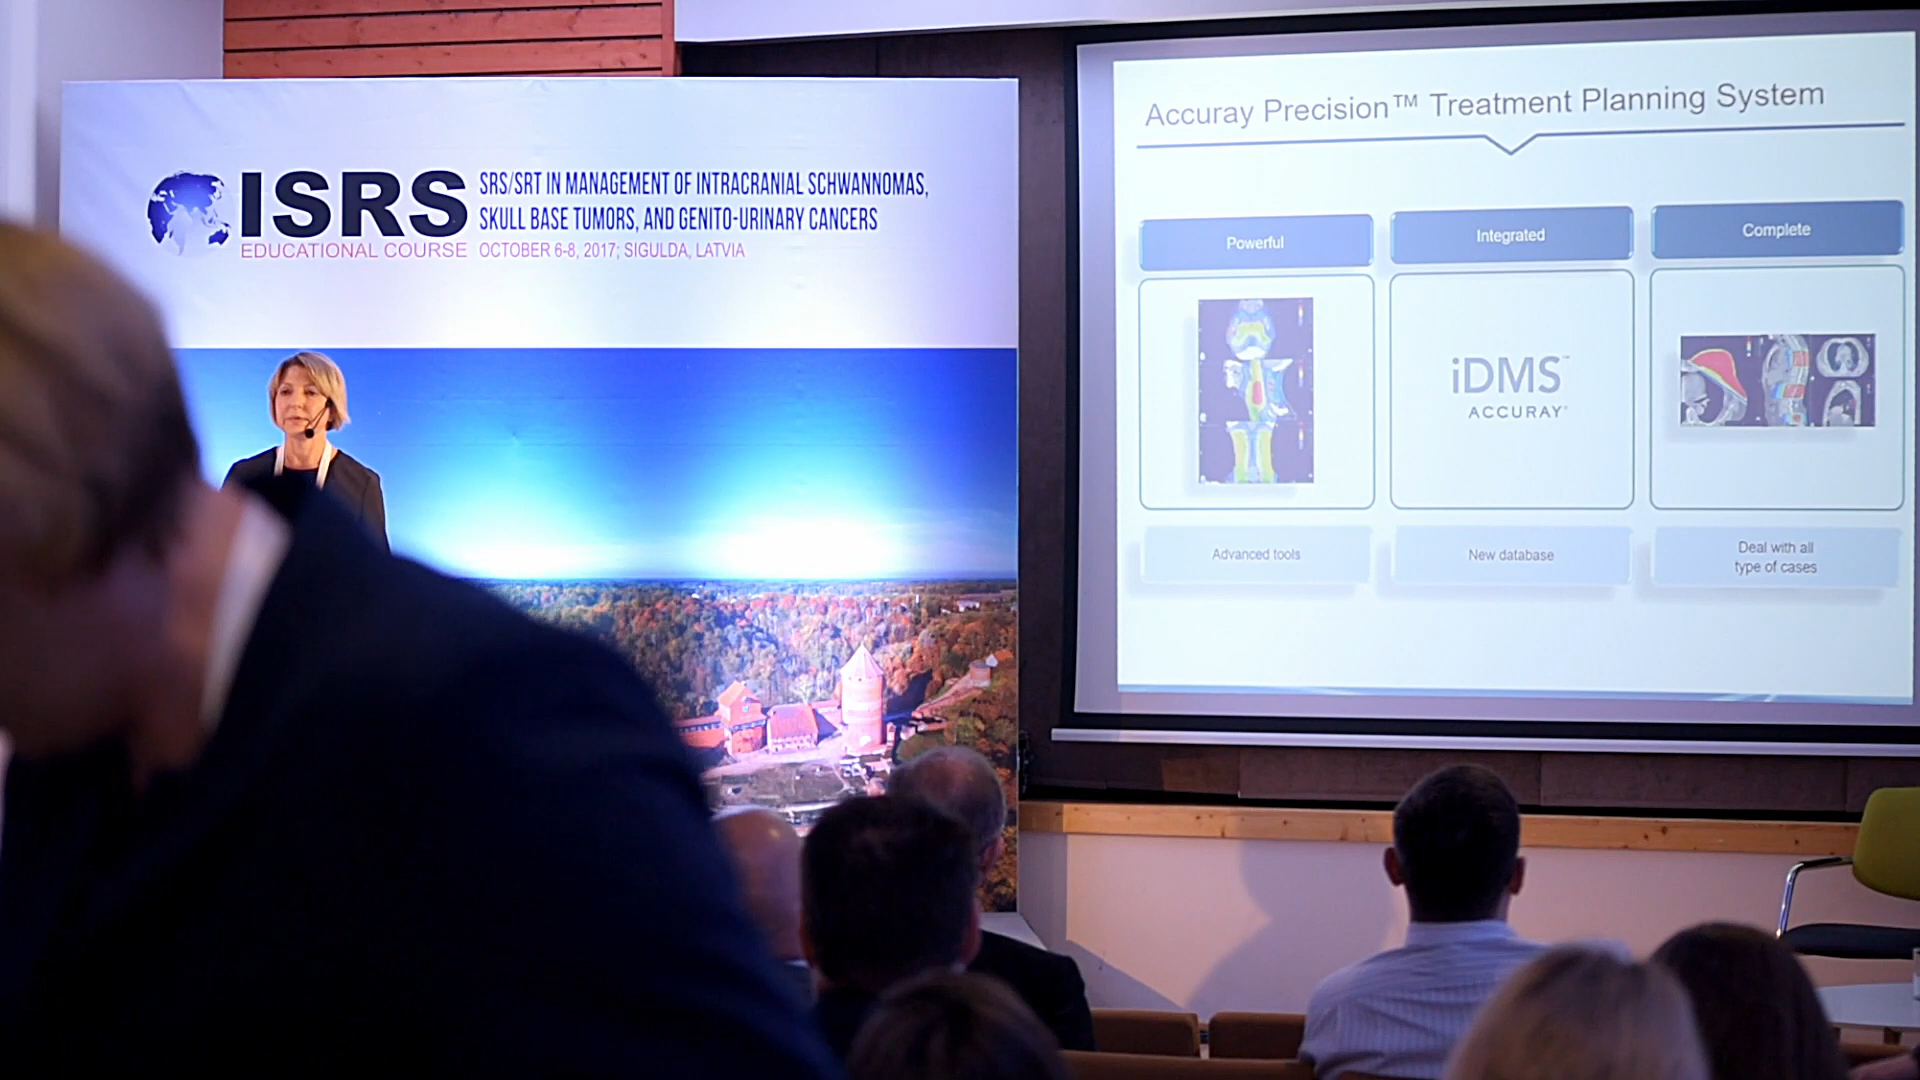 ISRS
EDUCATIONAL COURSE
SRS/SRT IN MANAGEMENT OF INTRACRANIAL SCHWANNOMAS,
SKULL BASE TUMORS, AND GENITO-URINARY CANCERS
OCTOBER 6-8, 2017; SIGULDA, LATVIA
Accuray Precision™ Treatment Planning System
Powerful
Integrated
Complete
iDMS™
ACCURAY®
Advanced tools
New database
Deal with all
type of cases